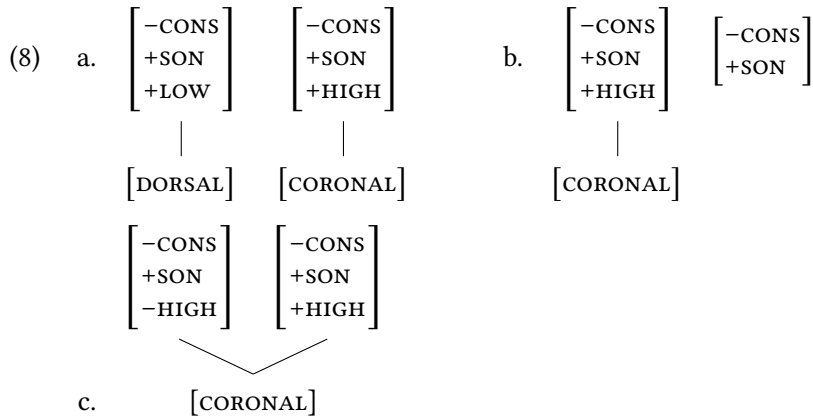 (8) a. [−CONS +SON +LOW] [−CONS +SON +HIGH]
[DORSAL] [CORONAL]
b. [−CONS +SON +HIGH] [−CONS +SON]
[CORONAL]
[−CONS +SON −HIGH] [−CONS +SON +HIGH]
c. [CORONAL]